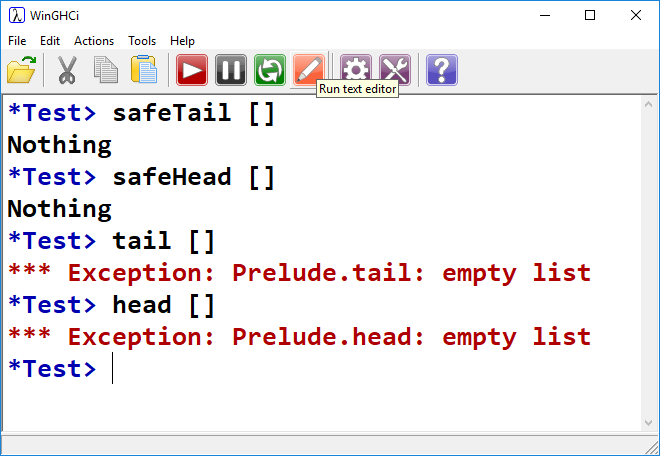 WinGHCi
File Edit Actions Tools Help
Run text editor
*Test> safeTail []
Nothing
*Test> safeHead []
Nothing
*Test> tail []
*** Exception: Prelude.tail: empty list
*Test> head []
*** Exception: Prelude.head: empty list
*Test>